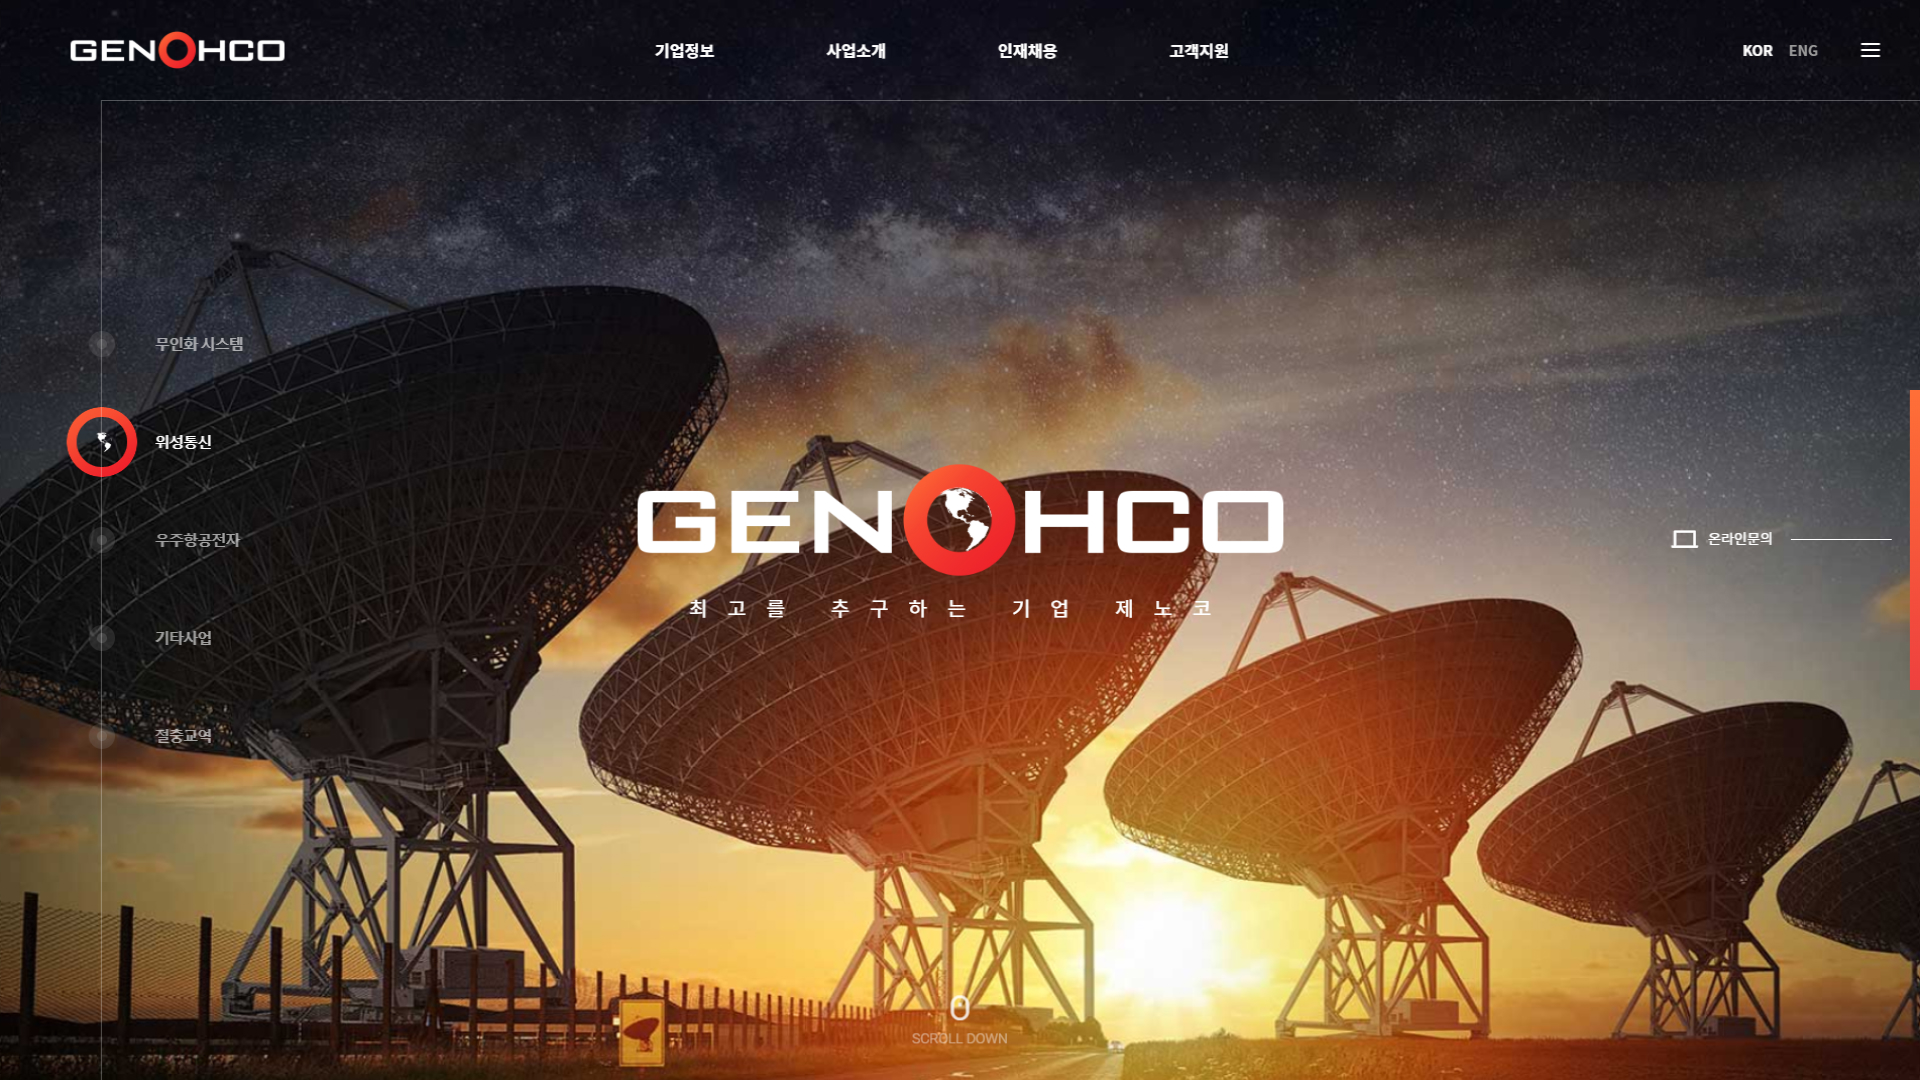 GENOHCO
기업정보
사업소개
인재채용
고객지원
KOR ENG
무인화 시스템
위성통신
우주항공전자
기타사업
절충교역
GENOHCO
최고를 추구하는 기업 제노코
온라인문의
SCROLL DOWN